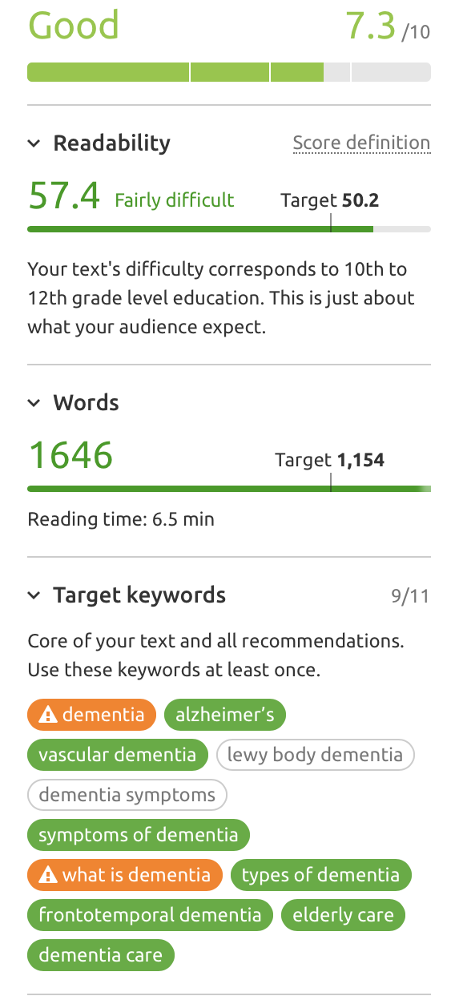 Good 7.3 /10
Readability Score definition
57.4 Fairly difficult Target 50.2
Your text's difficulty corresponds to 10th to
12th grade level education. This is just about
what your audience expect.
Words
1646 Target 1,154
Reading time: 6.5 min
Target keywords 9/11
Core of your text and all recommendations.
Use these keywords at least once.
dementia alzheimer’s
vascular dementia lewy body dementia
dementia symptoms
symptoms of dementia
what is dementia types of dementia
frontotemporal dementia elderly care
dementia care